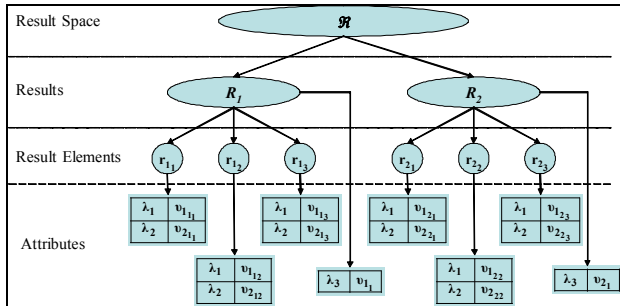 Result Space
ℜ
Results
R₁ R₂
Result Elements
r₁₁ r₁₂ r₁₃ r₂₁ r₂₂ r₂₃
Attributes
λ₁ υ₁₁₁ λ₁ υ₁₁₃ λ₁ υ₁₂₁ λ₁ υ₁₂₃
λ₂ υ₂₁₁ λ₂ υ₂₁₃ λ₂ υ₂₂₁ λ₂ υ₂₂₃
λ₁ υ₁₁₂ λ₃ υ₁₁ λ₁ υ₁₂₂ λ₃ υ₂₁
λ₂ υ₂₁₂ λ₂ υ₂₂₂